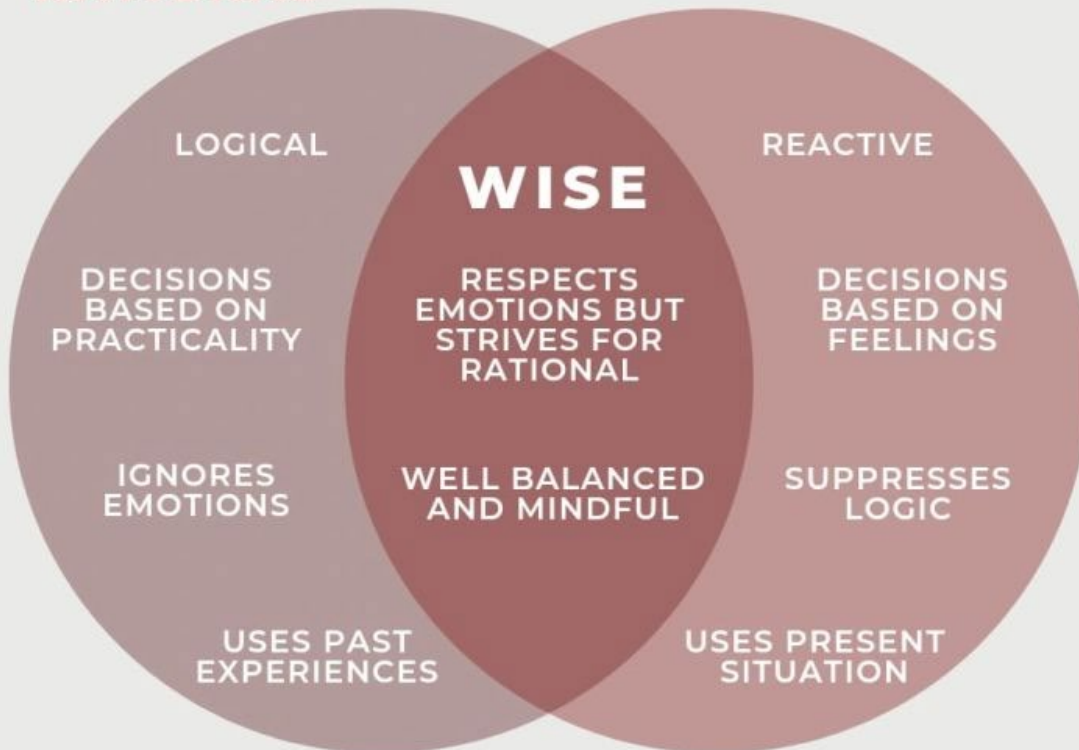 LOGICAL
DECISIONS
BASED ON
PRACTICALITY
IGNORES
EMOTIONS
USES PAST
EXPERIENCES
WISE
RESPECTS
EMOTIONS BUT
STRIVES FOR
RATIONAL
WELL BALANCED
AND MINDFUL
REACTIVE
DECISIONS
BASED ON
FEELINGS
SUPPRESSES
LOGIC
USES PRESENT
SITUATION